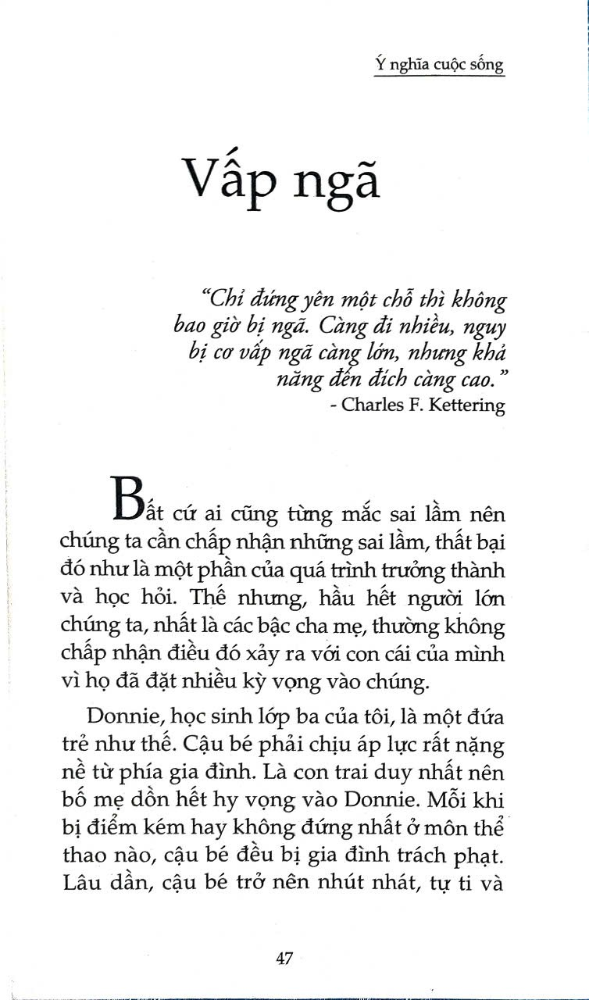 Ý nghĩa cuộc sống
Vấp ngã
“Chỉ đứng yên một chỗ thì không
bao giờ bị ngã. Càng đi nhiều, nguy
bị cơ vấp ngã càng lớn, nhưng khả
năng đến đích càng cao.”
- Charles F. Kettering
Bất cứ ai cũng từng mắc sai lầm nên
chúng ta cần chấp nhận những sai lầm, thất bại
đó như là một phần của quá trình trưởng thành
và học hỏi. Thế nhưng, hầu hết người lớn
chúng ta, nhất là các bậc cha mẹ, thường không
chấp nhận điều đó xảy ra với con cái của mình
vì họ đã đặt nhiều kỳ vọng vào chúng.
Donnie, học sinh lớp ba của tôi, là một đứa
trẻ như thế. Cậu bé phải chịu áp lực rất nặng
nề từ phía gia đình. Là con trai duy nhất nên
bố mẹ dồn hết hy vọng vào Donnie. Mỗi khi
bị điểm kém hay không đứng nhất ở môn thể
thao nào, cậu bé đều bị gia đình trách phạt.
Lâu dần, cậu bé trở nên nhút nhát, tự ti và
47